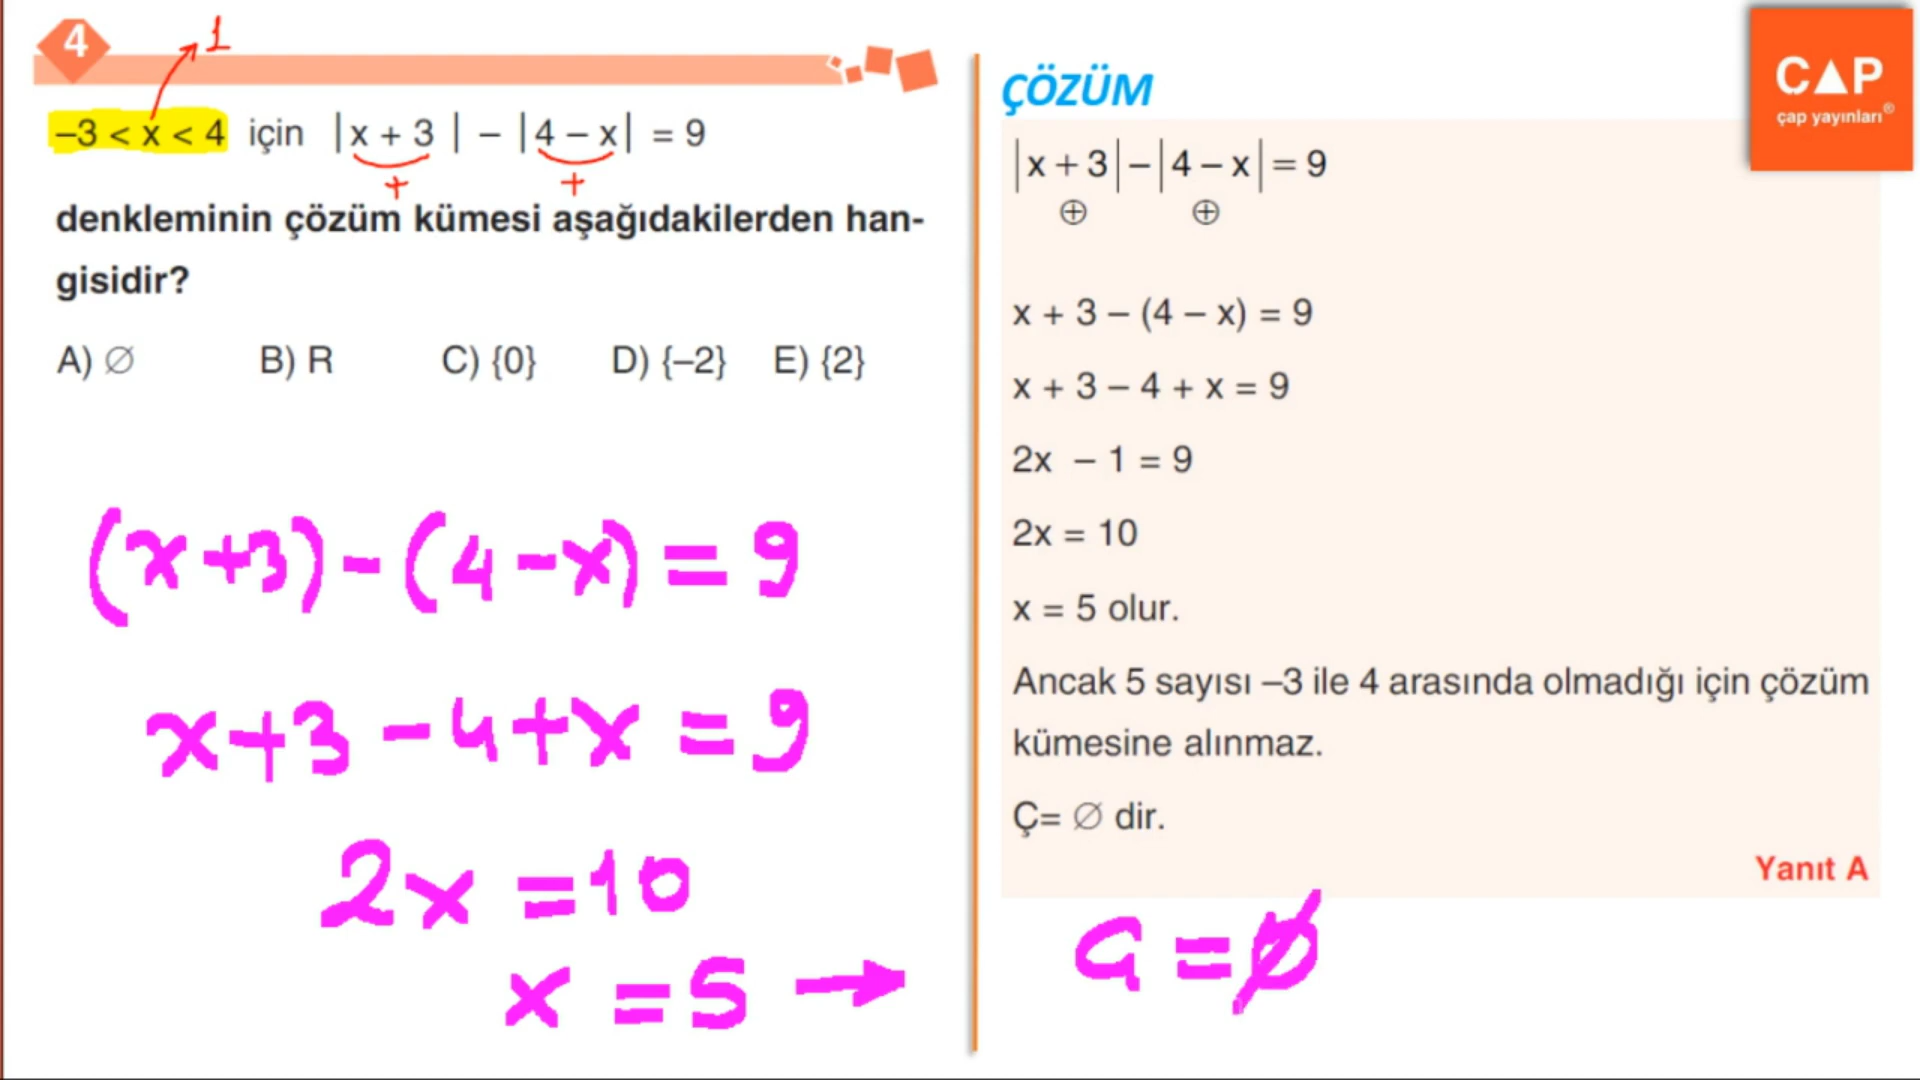 4
1
–3 < x < 4 için |x + 3| – |4 – x| = 9
+ +
denkleminin çözüm kümesi aşağıdakilerden han-
gisidir?
A) ∅ B) R C) {0} D) {–2} E) {2}
(x+3)-(4-x)=9
x+3-4+x=9
2x=10
x=5→
ÇÖZÜM
|x + 3| – |4 – x| = 9
⊕ ⊕
x + 3 – (4 – x) = 9
x + 3 – 4 + x = 9
2x – 1 = 9
2x = 10
x = 5 olur.
Ancak 5 sayısı –3 ile 4 arasında olmadığı için çözüm
kümesine alınmaz.
Ç= ∅ dir.
Yanıt A
Ç=∅
ÇAP
çap yayınları®